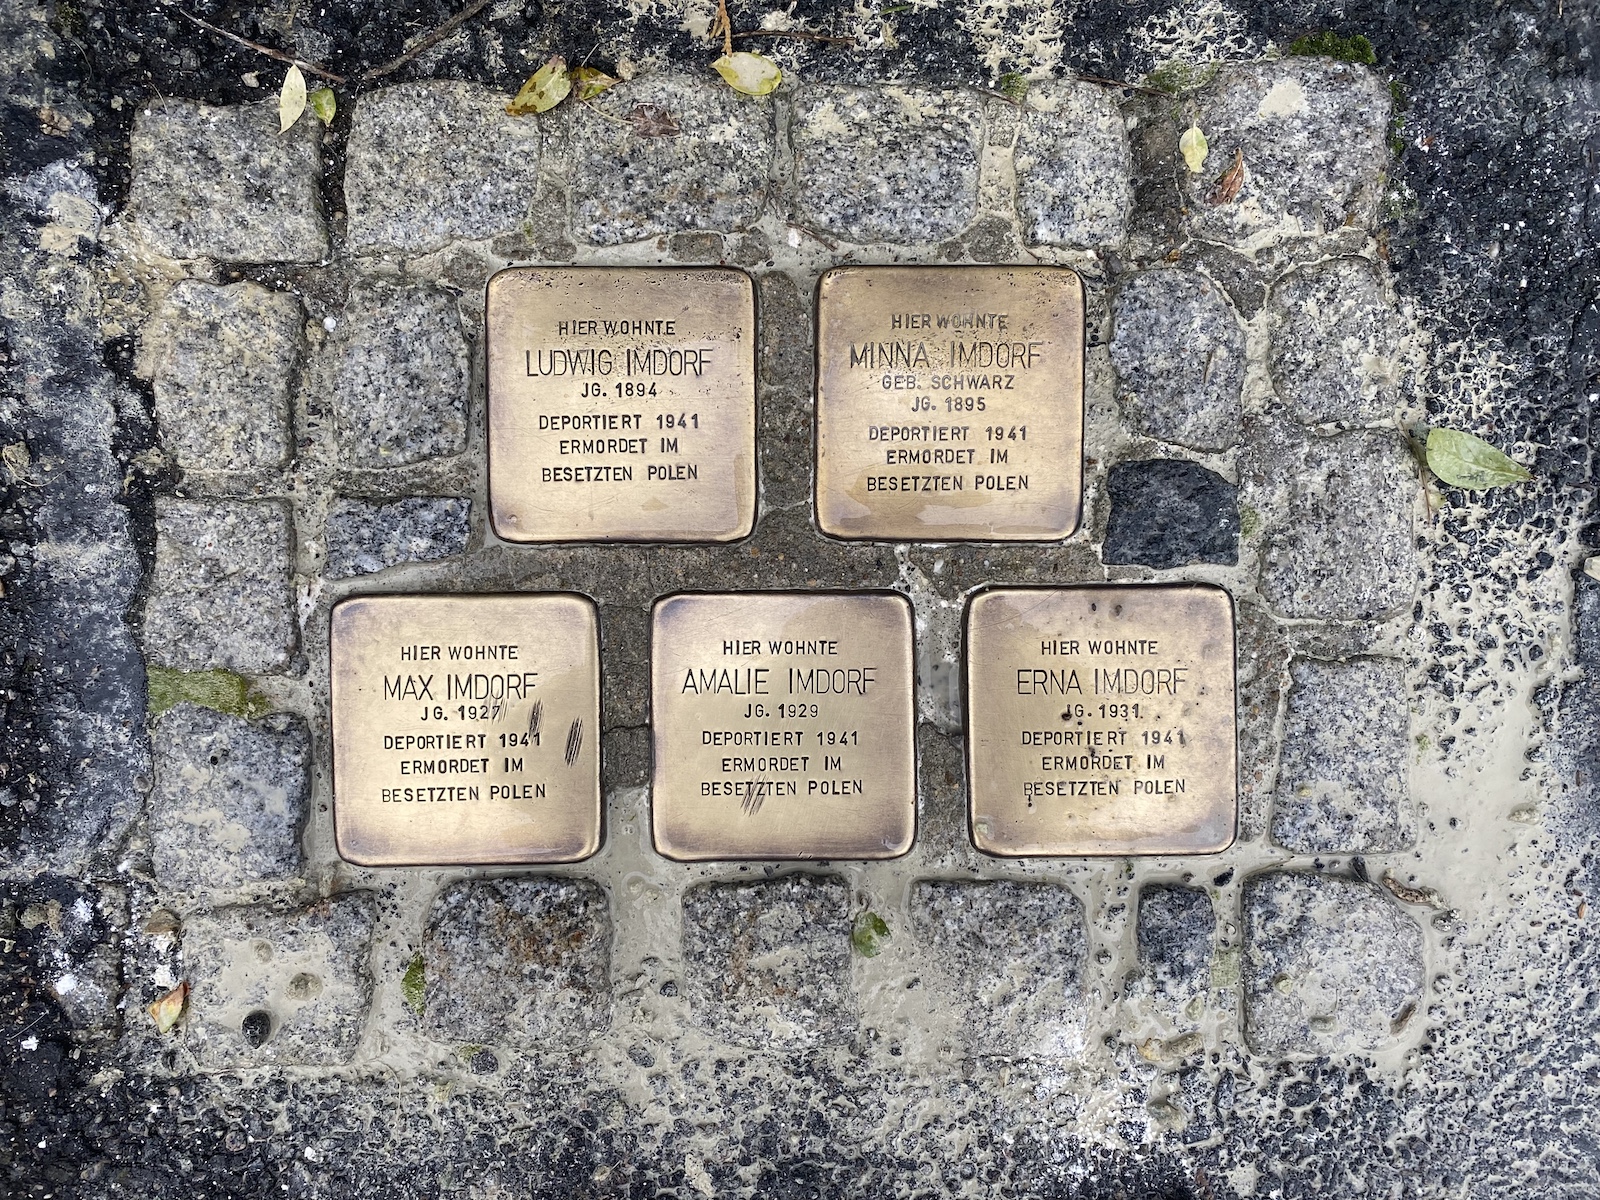 HIER WOHNTE
LUDWIG IMDORF
JG. 1894
DEPORTIERT 1941
ERMORDET IM
BESETZTEN POLEN
HIER WOHNTE
MINNA IMDORF
GEB. SCHWARZ
JG. 1895
DEPORTIERT 1941
ERMORDET IM
BESETZTEN POLEN
HIER WOHNTE
MAX IMDORF
JG. 1927
DEPORTIERT 1941
ERMORDET IM
BESETZTEN POLEN
HIER WOHNTE
AMALIE IMDORF
JG. 1929
DEPORTIERT 1941
ERMORDET IM
BESETZTEN POLEN
HIER WOHNTE
ERNA IMDORF
JG. 1931
DEPORTIERT 1941
ERMORDET IM
BESETZTEN POLEN